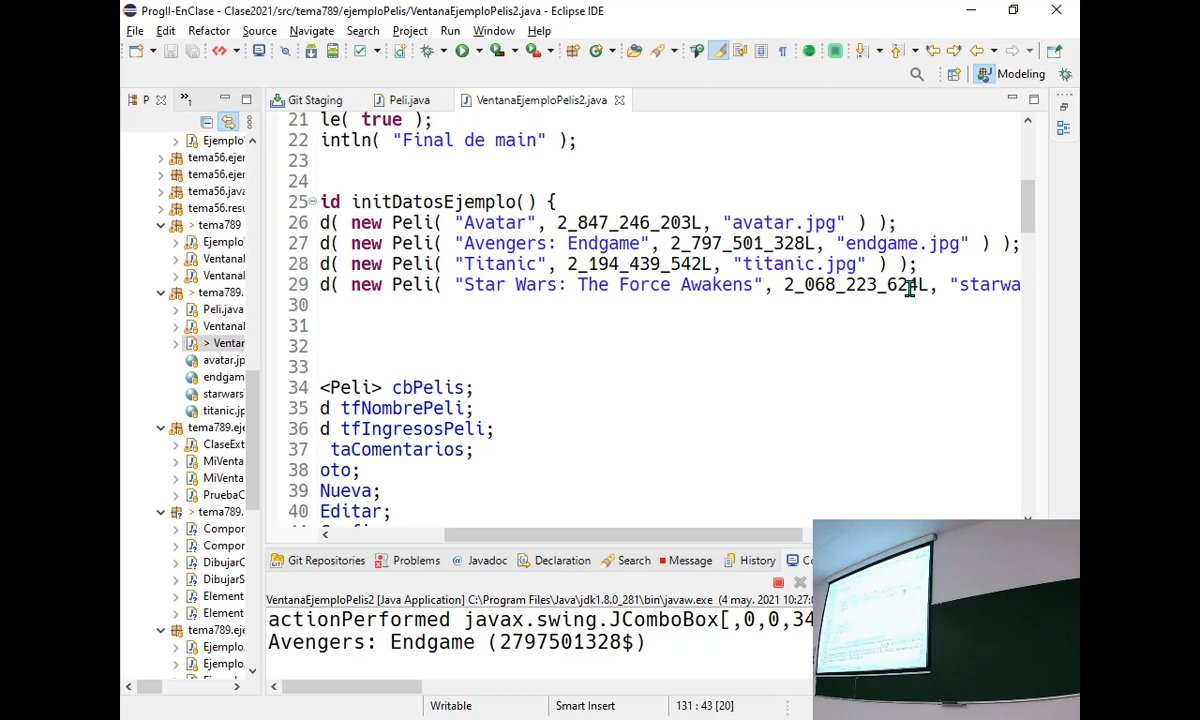 ProgII-EnClase - Clase2021/src/tema789/ejemploPelis/VentanaEjemploPelis2.java - Eclipse IDE
File Edit Refactor Source Navigate Search Project Run Window Help
Modeling
P
Git Staging Peli.java VentanaEjemploPelis2.java
Ejemplo
tema56.ejer
tema56.ejer
tema56.java
tema56.resu
tema789
Ejemplo
Ventana
Ventana
tema789.
Peli.java
Ventana
> Ventan
avatar.jp
endgam
starwars
titanic.jp
tema789.eje
ClaseExt
MiVenta
MiVenta
PruebaC
tema789.
Compor
Compor
DibujarC
DibujarS
Element
Element
tema789.eje
Ejemplo.
Ejemplo
21 le( true );
22 intln( "Final de main" );
23
24
25 id initDatosEjemplo() {
26 d( new Peli( "Avatar", 2_847_246_203L, "avatar.jpg" ) );
27 d( new Peli( "Avengers: Endgame", 2_797_501_328L, "endgame.jpg" ) );
28 d( new Peli( "Titanic", 2_194_439_542L, "titanic.jpg" ) );
29 d( new Peli( "Star Wars: The Force Awakens", 2_068_223_624L, "starwa
30
31
32
33
34 <Peli> cbPelis;
35 d tfNombrePeli;
36 d tfIngresosPeli;
37 taComentarios;
38 oto;
39 Nueva;
40 Editar;
Git Repositories Problems Javadoc Declaration Search Message History Co
VentanaEjemploPelis2 [Java Application] C:\Program Files\Java\jdk1.8.0_281\bin\javaw.exe (4 may. 2021 10:27:0
actionPerformed javax.swing.JComboBox[,0,0,34
Avengers: Endgame (2797501328$)
Writable Smart Insert 131 : 43 [20]